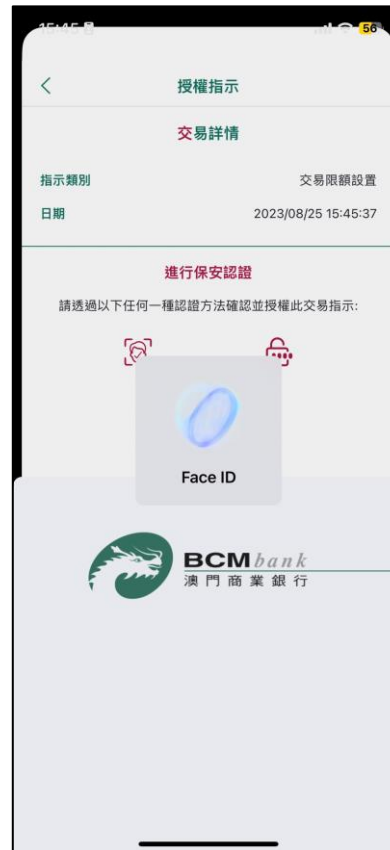 15:45
56
授權指示
交易詳情
指示類別 交易限額設置
日期 2023/08/25 15:45:37
進行保安認證
請透過以下任何一種認證方法確認並授權此交易指示:
Face ID
BCM bank
澳門商業銀行